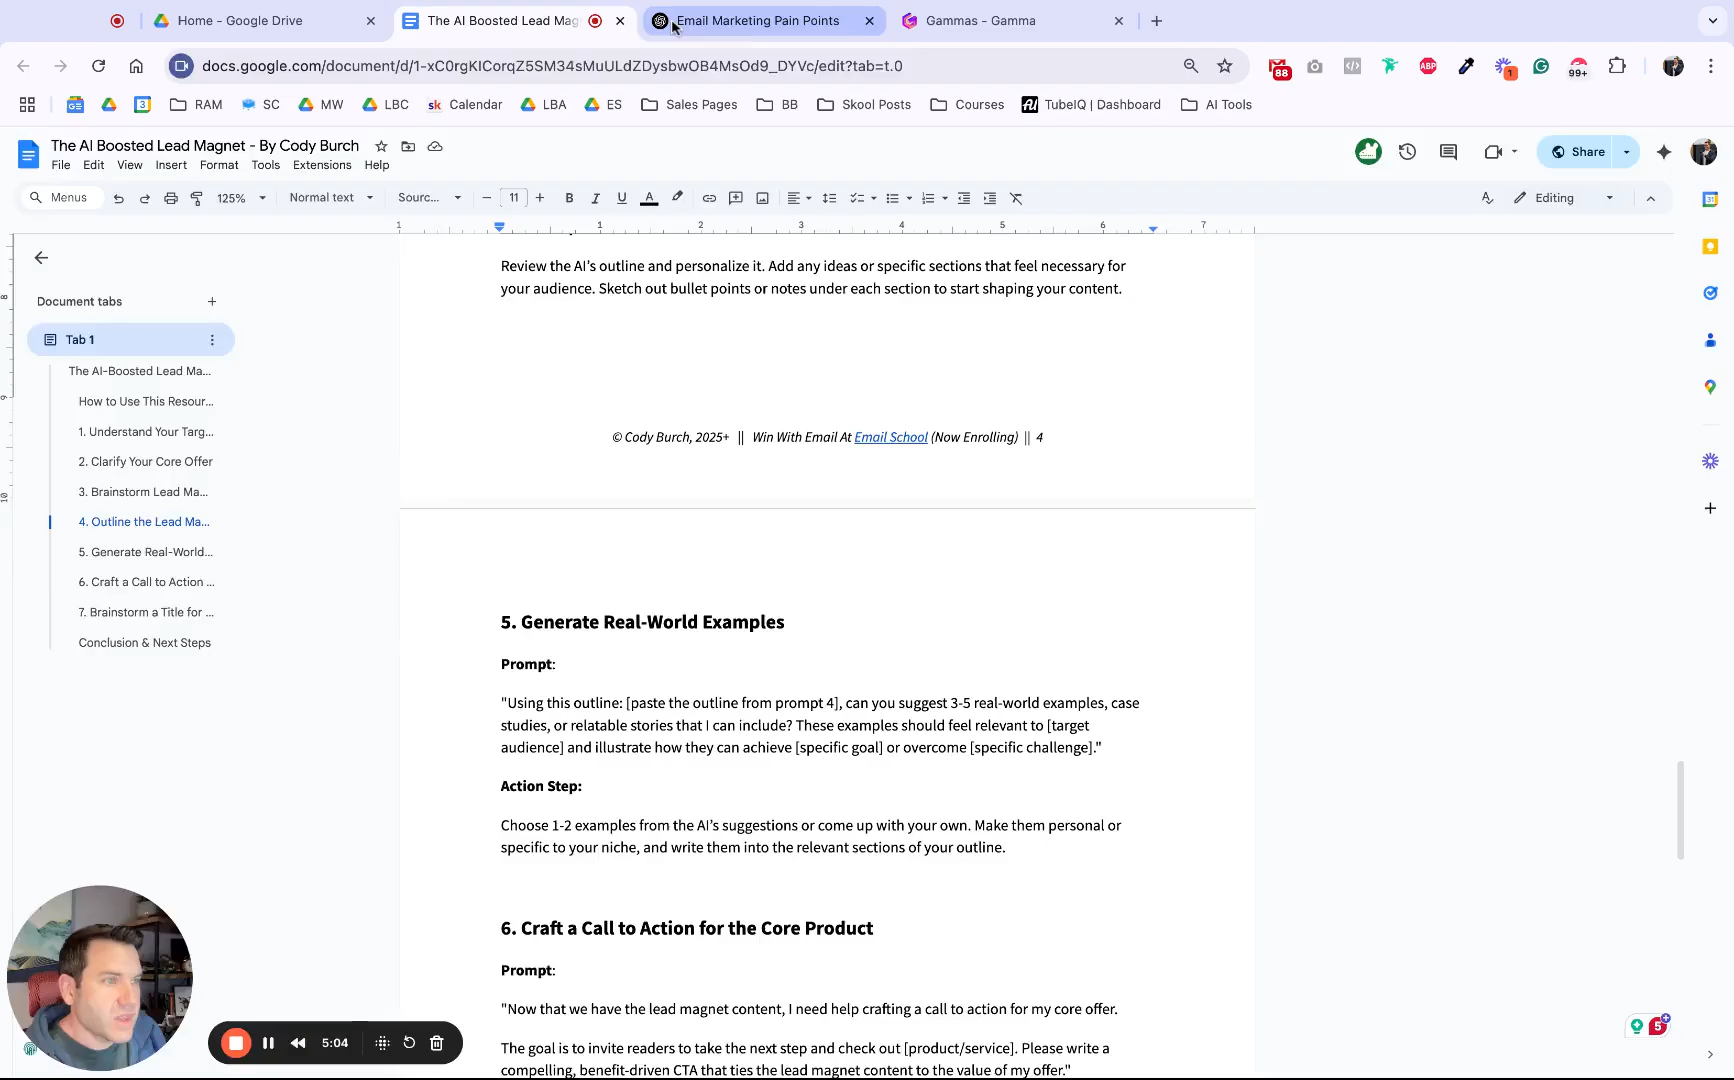 Home - Google Drive
The AI Boosted Lead Mag
Email Marketing Pain Points
Gammas - Gamma
docs.google.com/document/d/1-xC0rgKICorqZ5SM34sMuULdZDysbwOB4MsOd9_DYVc/edit?tab=t.0
88
ABP
1
99+
RAM
SC
MW
LBC
sk Calendar
LBA
ES
Sales Pages
BB
Skool Posts
Courses
TubeIQ | Dashboard
AI Tools
The AI Boosted Lead Magnet - By Cody Burch
File Edit View Insert Format Tools Extensions Help
Share
Menus
125%
Normal text
Sourc...
11
B I U A
Editing
1 1 2 3 4 5 6 7
Document tabs
Tab 1
The AI-Boosted Lead Ma...
How to Use This Resour...
1. Understand Your Targ...
2. Clarify Your Core Offer
3. Brainstorm Lead Ma...
4. Outline the Lead Ma...
5. Generate Real-World...
6. Craft a Call to Action ...
7. Brainstorm a Title for ...
Conclusion & Next Steps
Review the AI's outline and personalize it. Add any ideas or specific sections that feel necessary for
your audience. Sketch out bullet points or notes under each section to start shaping your content.
© Cody Burch, 2025+ || Win With Email At Email School (Now Enrolling) || 4
5. Generate Real-World Examples
Prompt:
"Using this outline: [paste the outline from prompt 4], can you suggest 3-5 real-world examples, case
studies, or relatable stories that I can include? These examples should feel relevant to [target
audience] and illustrate how they can achieve [specific goal] or overcome [specific challenge]."
Action Step:
Choose 1-2 examples from the AI's suggestions or come up with your own. Make them personal or
specific to your niche, and write them into the relevant sections of your outline.
6. Craft a Call to Action for the Core Product
Prompt:
"Now that we have the lead magnet content, I need help crafting a call to action for my core offer.
The goal is to invite readers to take the next step and check out [product/service]. Please write a
compelling, benefit-driven CTA that ties the lead magnet content to the value of my offer."
5:04
5